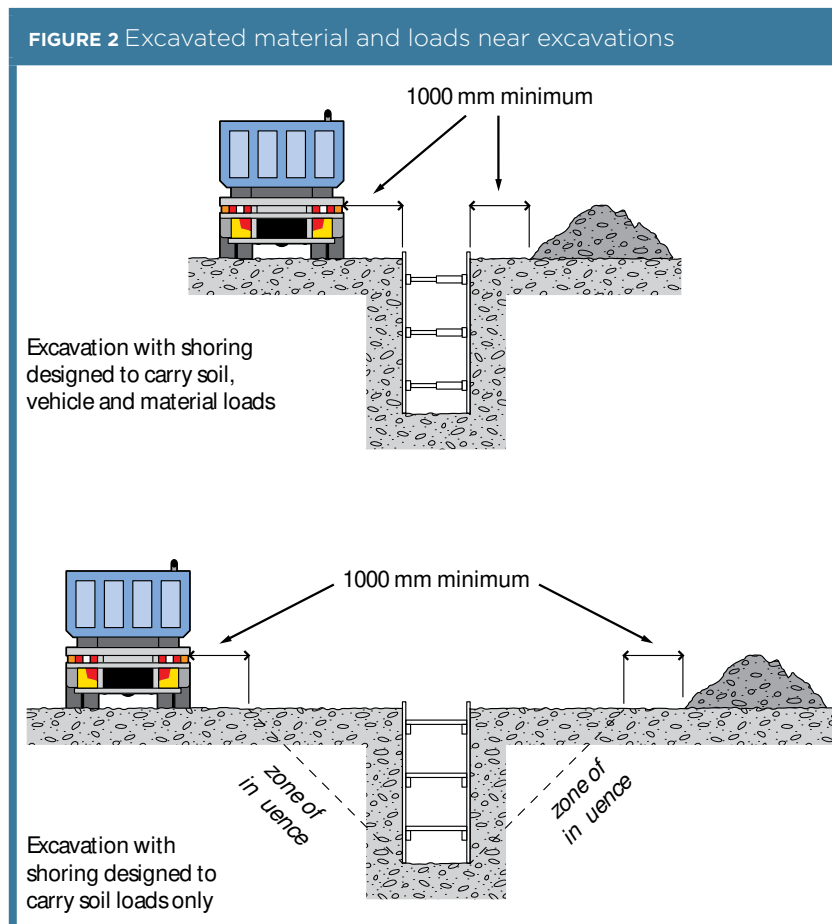 FIGURE 2 Excavated material and loads near excavations
1000 mm minimum
Excavation with shoring
designed to carry soil,
vehicle and material loads
1000 mm minimum
zone of
in uence
zone of
in uence
Excavation with
shoring designed to
carry soil loads only